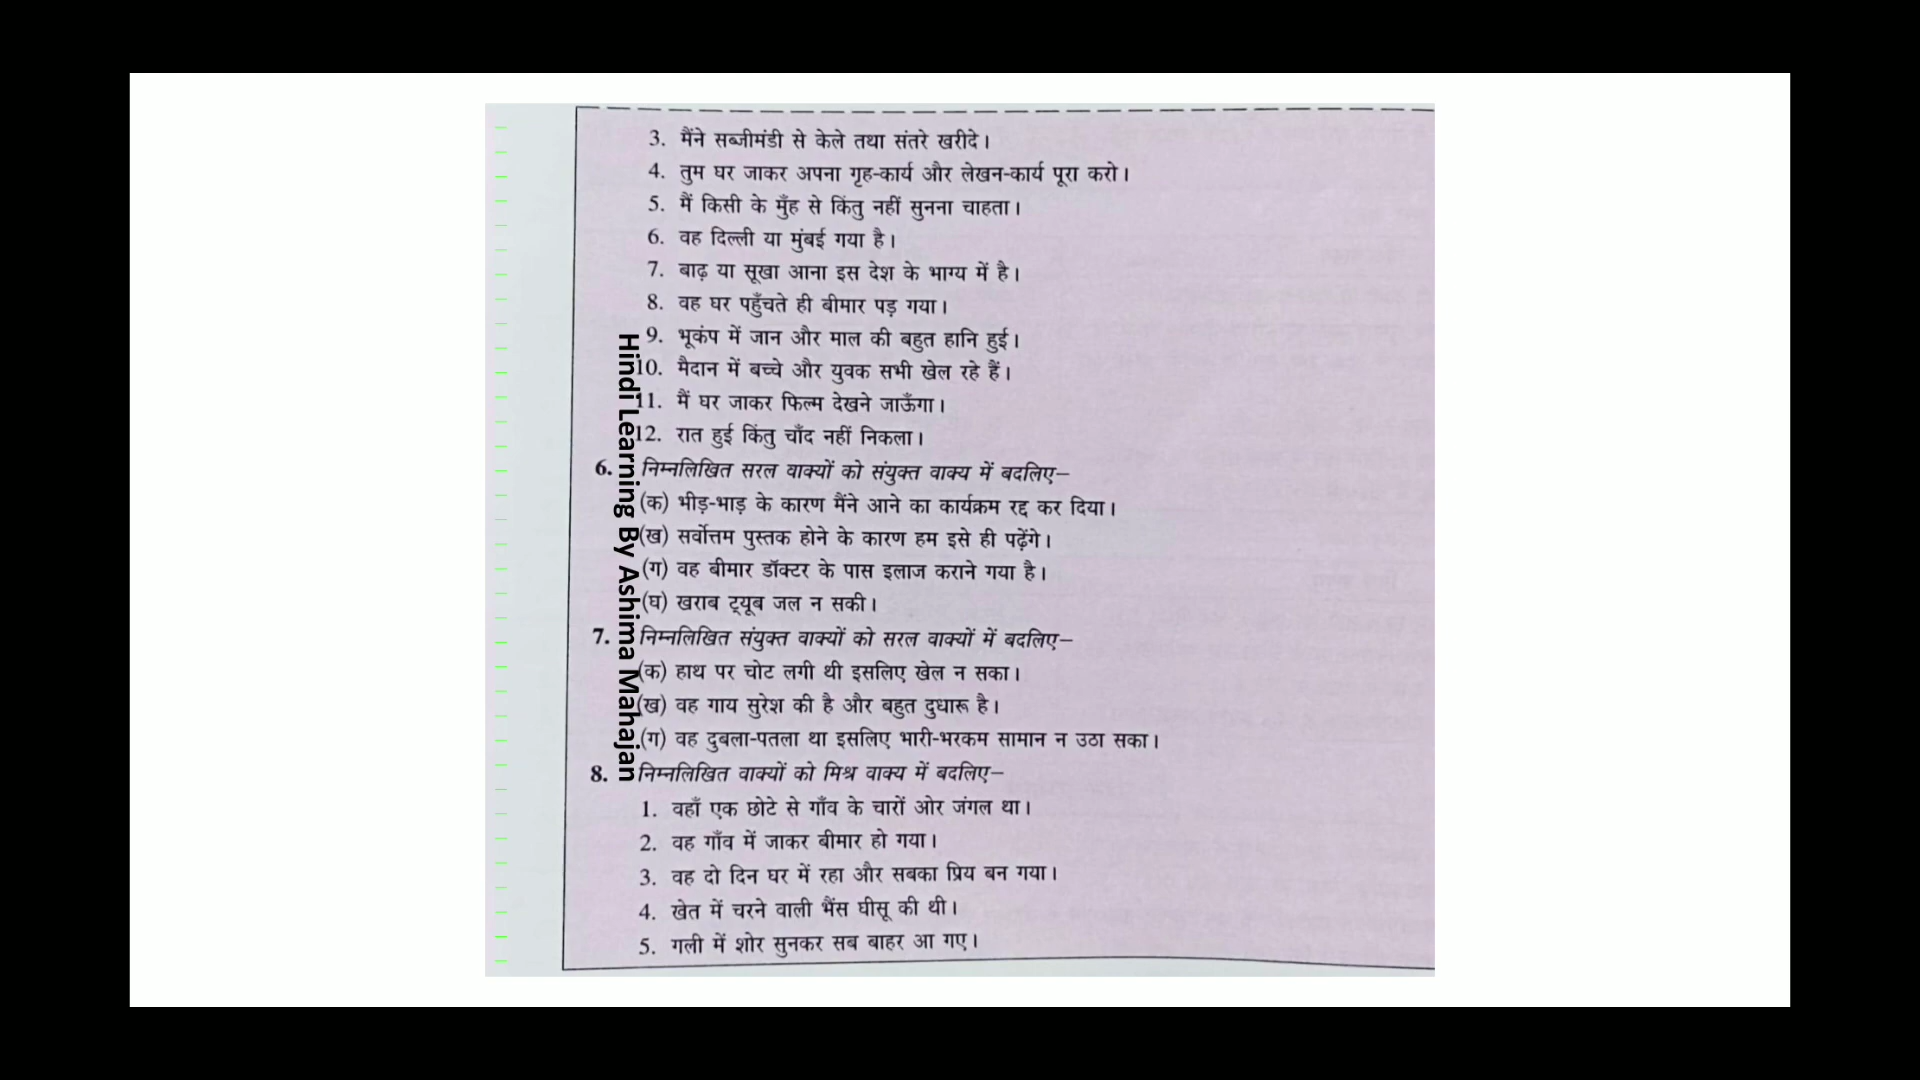 3. मैंने सब्जीमंडी से केले तथा संतरे खरीदे।
4. तुम घर जाकर अपना गृह-कार्य और लेखन-कार्य पूरा करो।
5. मैं किसी के मुँह से किंतु नहीं सुनना चाहता।
6. वह दिल्ली या मुंबई गया है।
7. बाढ़ या सूखा आना इस देश के भाग्य में है।
8. वह घर पहुँचते ही बीमार पड़ गया।
9. भूकंप में जान और माल की बहुत हानि हुई।
10. मैदान में बच्चे और युवक सभी खेल रहे हैं।
11. मैं घर जाकर फिल्म देखने जाऊँगा।
12. रात हुई किंतु चाँद नहीं निकला।
6. निम्नलिखित सरल वाक्यों को संयुक्त वाक्य में बदलिए–
(क) भीड़-भाड़ के कारण मैंने आने का कार्यक्रम रद्द कर दिया।
(ख) सर्वोत्तम पुस्तक होने के कारण हम इसे ही पढ़ेंगे।
(ग) वह बीमार डॉक्टर के पास इलाज कराने गया है।
(घ) खराब ट्यूब जल न सकी।
7. निम्नलिखित संयुक्त वाक्यों को सरल वाक्यों में बदलिए–
(क) हाथ पर चोट लगी थी इसलिए खेल न सका।
(ख) वह गाय सुरेश की है और बहुत दुधारू है।
(ग) वह दुबला-पतला था इसलिए भारी-भरकम सामान न उठा सका।
8. निम्नलिखित वाक्यों को मिश्र वाक्य में बदलिए–
1. वहाँ एक छोटे से गाँव के चारों ओर जंगल था।
2. वह गाँव में जाकर बीमार हो गया।
3. वह दो दिन घर में रहा और सबका प्रिय बन गया।
4. खेत में चरने वाली भैंस घीसू की थी।
5. गली में शोर सुनकर सब बाहर आ गए।
Hindi Learning By Ashima Mahajan